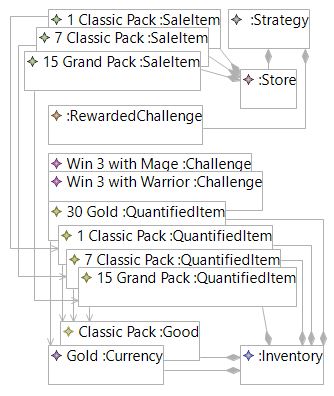 1 Classic Pack :SaleItem
:Strategy
7 Classic Pack :SaleItem
15 Grand Pack :SaleItem
:Store
:RewardedChallenge
Win 3 with Mage :Challenge
Win 3 with Warrior :Challenge
30 Gold :QuantifiedItem
1 Classic Pack :QuantifiedItem
7 Classic Pack :QuantifiedItem
15 Grand Pack :QuantifiedItem
Classic Pack :Good
Gold :Currency
:Inventory